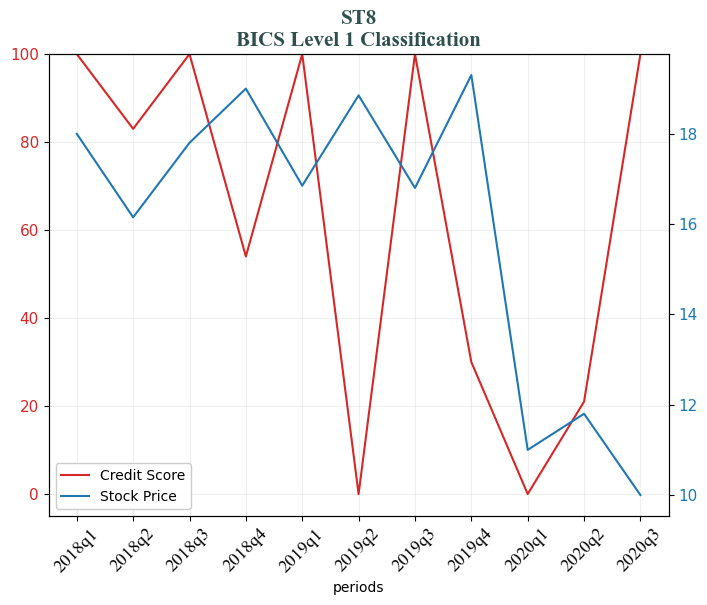 ST8
BICS Level 1 Classification
100
80
60
40
20
0
18
16
14
12
10
Credit Score
Stock Price
2018q1
2018q2
2018q3
2018q4
2019q1
2019q2
2019q3
2019q4
2020q1
2020q2
2020q3
periods